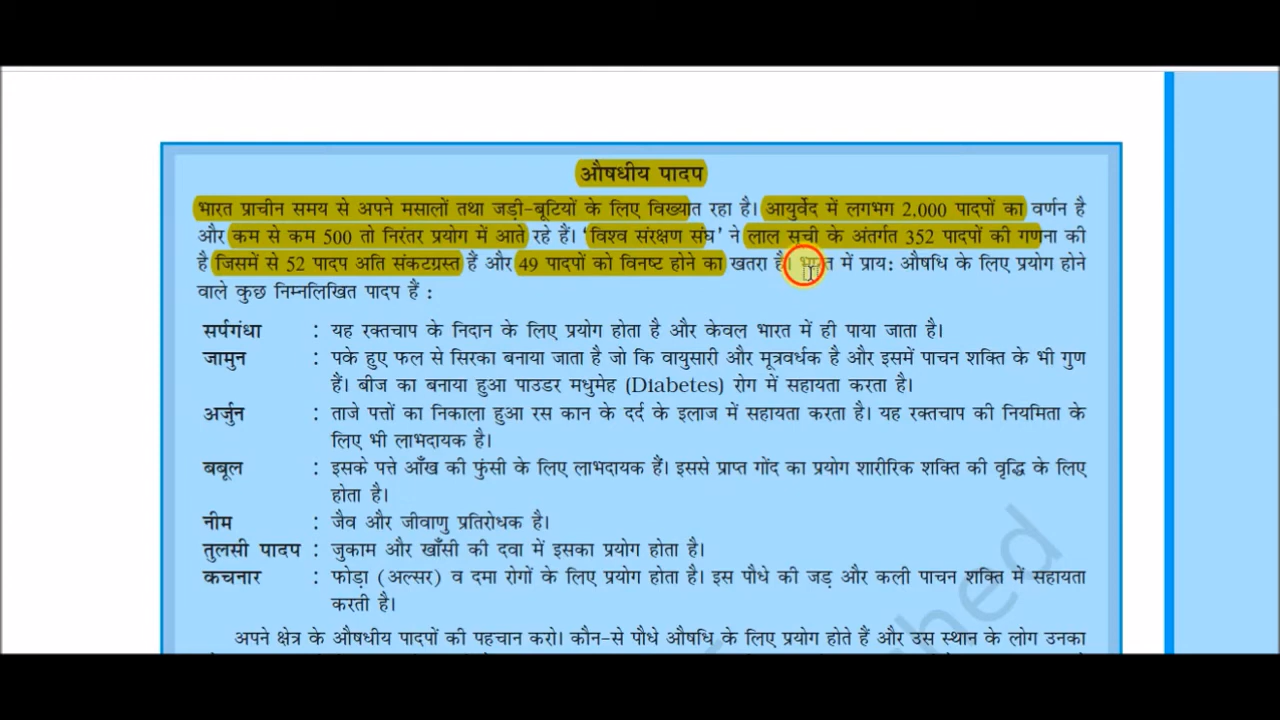 औषधीय पादप
भारत प्राचीन समय से अपने मसालों तथा जड़ी-बूटियों के लिए विख्यात रहा है। आयुर्वेद में लगभग 2,000 पादपों का वर्णन है
और कम से कम 500 तो निरंतर प्रयोग में आते रहे हैं। 'विश्व संरक्षण संघ' ने लाल सूची के अंतर्गत 352 पादपों की गणना की
है जिसमें से 52 पादप अति संकटग्रस्त हैं और 49 पादपों को विनष्ट होने का खतरा है। भारत में प्राय: औषधि के लिए प्रयोग होने
वाले कुछ निम्नलिखित पादप हैं :
सर्पगंधा : यह रक्तचाप के निदान के लिए प्रयोग होता है और केवल भारत में ही पाया जाता है।
जामुन : पके हुए फल से सिरका बनाया जाता है जो कि वायुसारी और मूत्रवर्धक है और इसमें पाचन शक्ति के भी गुण
हैं। बीज का बनाया हुआ पाउडर मधुमेह (Diabetes) रोग में सहायता करता है।
अर्जुन : ताजे पत्तों का निकाला हुआ रस कान के दर्द के इलाज में सहायता करता है। यह रक्तचाप की नियमिता के
लिए भी लाभदायक है।
बबूल : इसके पत्ते आँख की फुंसी के लिए लाभदायक हैं। इससे प्राप्त गोंद का प्रयोग शारीरिक शक्ति की वृद्धि के लिए
होता है।
नीम : जैव और जीवाणु प्रतिरोधक है।
तुलसी पादप : जुकाम और खाँसी की दवा में इसका प्रयोग होता है।
कचनार : फोड़ा (अल्सर) व दमा रोगों के लिए प्रयोग होता है। इस पौधे की जड़ और कली पाचन शक्ति में सहायता
करती है।
अपने क्षेत्र के औषधीय पादपों की पहचान करो। कौन-से पौधे औषधि के लिए प्रयोग होते हैं और उस स्थान के लोग उनका